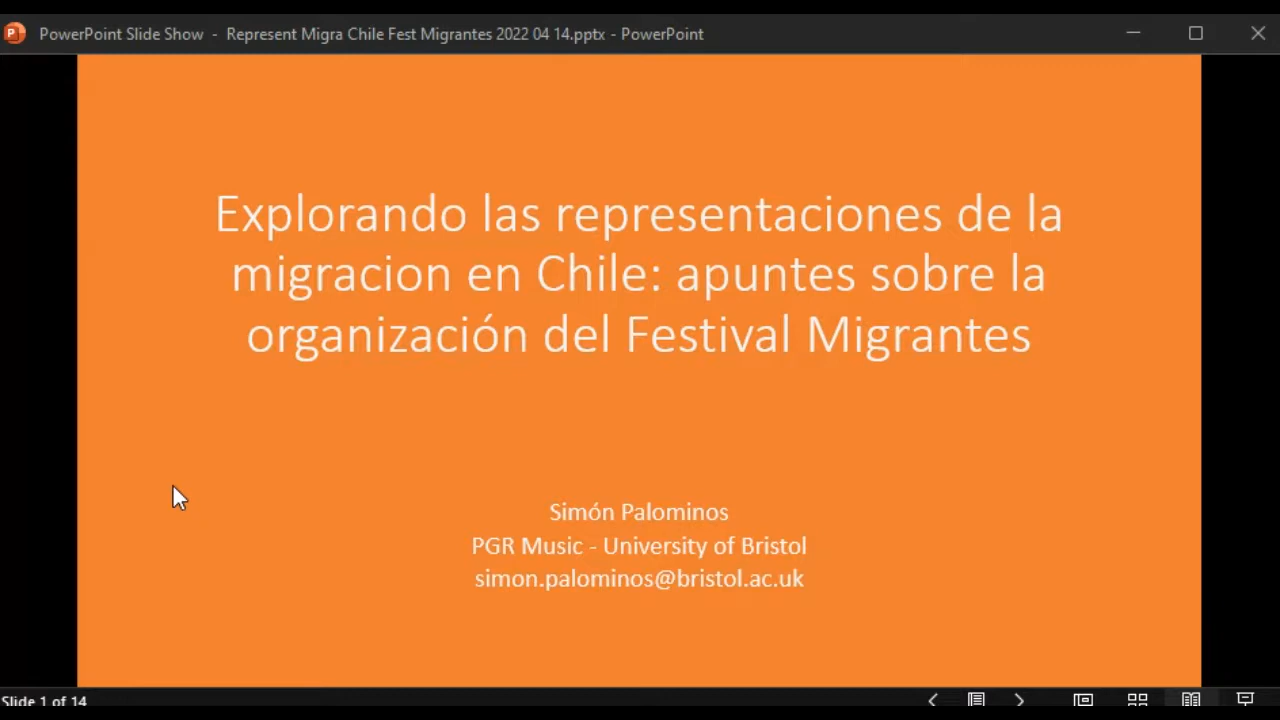 PowerPoint Slide Show - Represent Migra Chile Fest Migrantes 2022 04 14.pptx - PowerPoint
Explorando las representaciones de la
migracion en Chile: apuntes sobre la
organización del Festival Migrantes
Simón Palominos
PGR Music - University of Bristol
simon.palominos@bristol.ac.uk
Slide 1 of 14